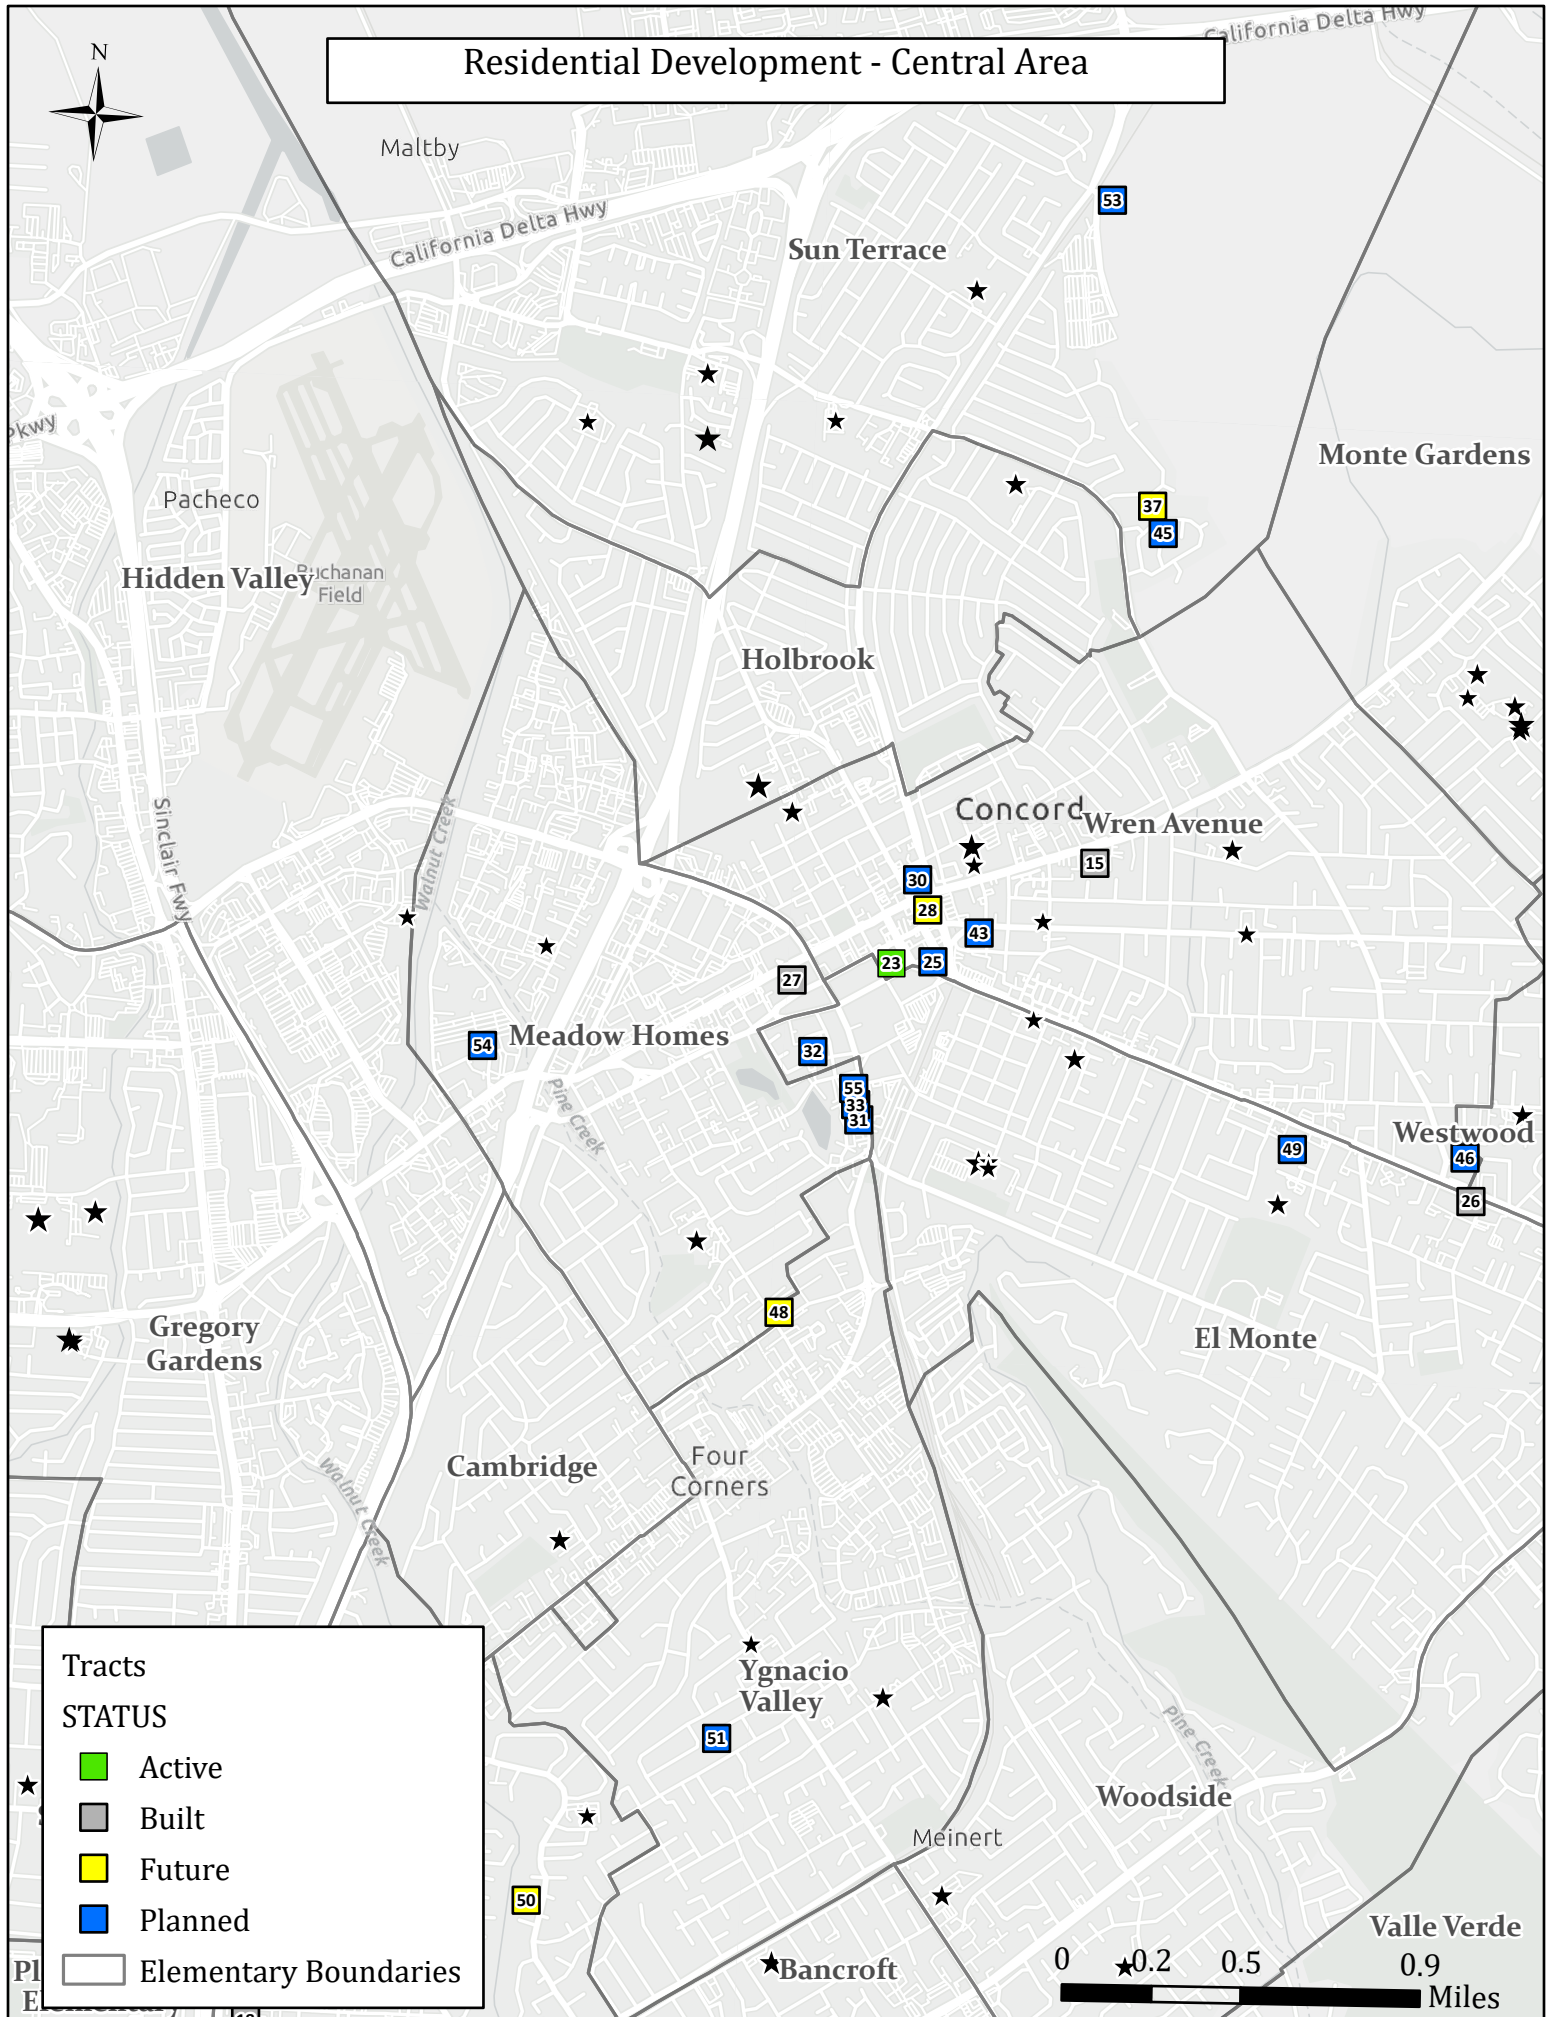 California Delta Hwy
Residential Development - Central Area
N
Maltby
53
California Delta Hwy
Sun Terrace
Pkwy
Monte Gardens
Pacheco
37
45
Hidden Valley
Buchanan
Field
Holbrook
Sinclair Fwy
Walnut Creek
Concord
Wren Avenue
15
30
28
43
23
25
27
54
Meadow Homes
32
Pine Creek
55
33
31
49
Westwood
46
26
48
Gregory
Gardens
El Monte
Cambridge
Four
Corners
Walnut Creek
Ygnacio
Valley
51
Pine Creek
Woodside
Meinert
50
Valle Verde
Bancroft
Tracts
STATUS
Active
Built
Future
Planned
Elementary Boundaries
0 0.2 0.5 0.9
Miles